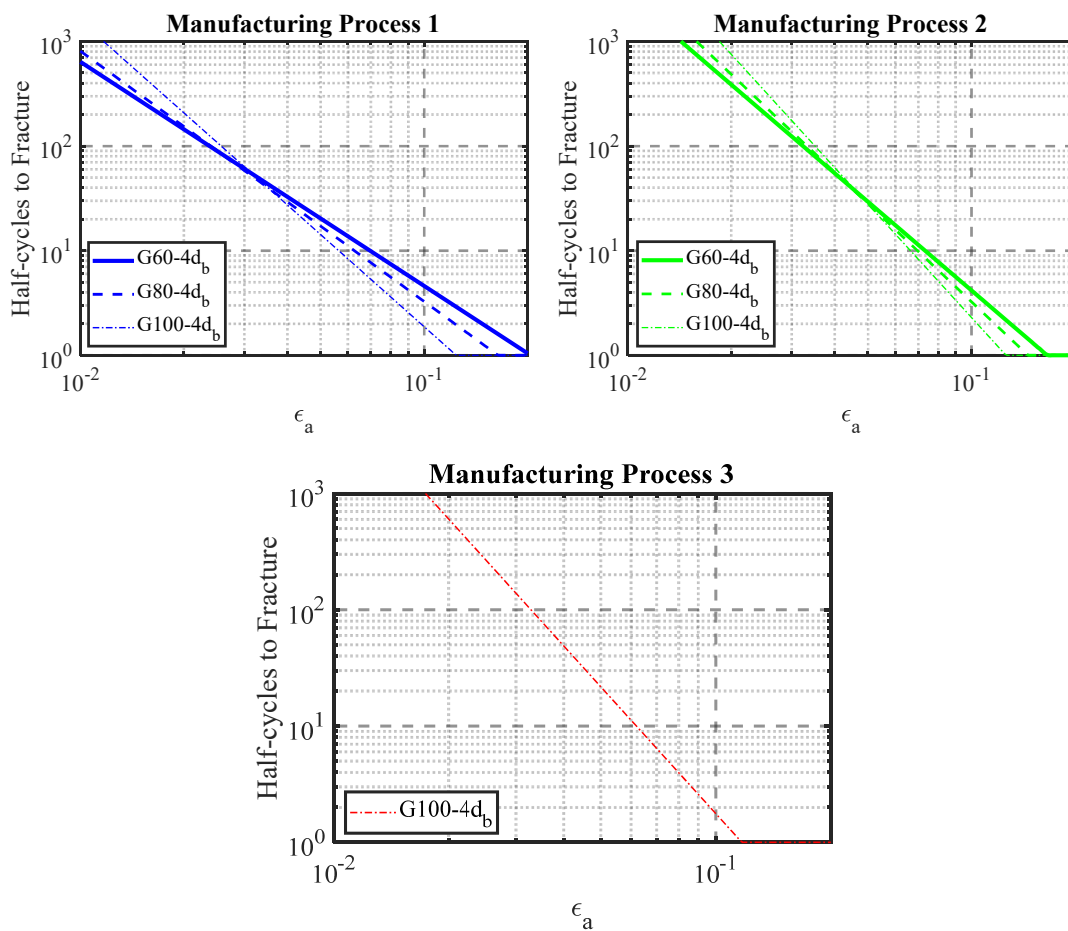 Manufacturing Process 1
Half-cycles to Fracture
10^3
10^2
10^1
10^0
G60-4d_b
G80-4d_b
G100-4d_b
10^-2
10^-1
ϵ_a
Manufacturing Process 2
Half-cycles to Fracture
10^3
10^2
10^1
10^0
G60-4d_b
G80-4d_b
G100-4d_b
10^-2
10^-1
ϵ_a
Manufacturing Process 3
Half-cycles to Fracture
10^3
10^2
10^1
10^0
G100-4d_b
10^-2
10^-1
ϵ_a